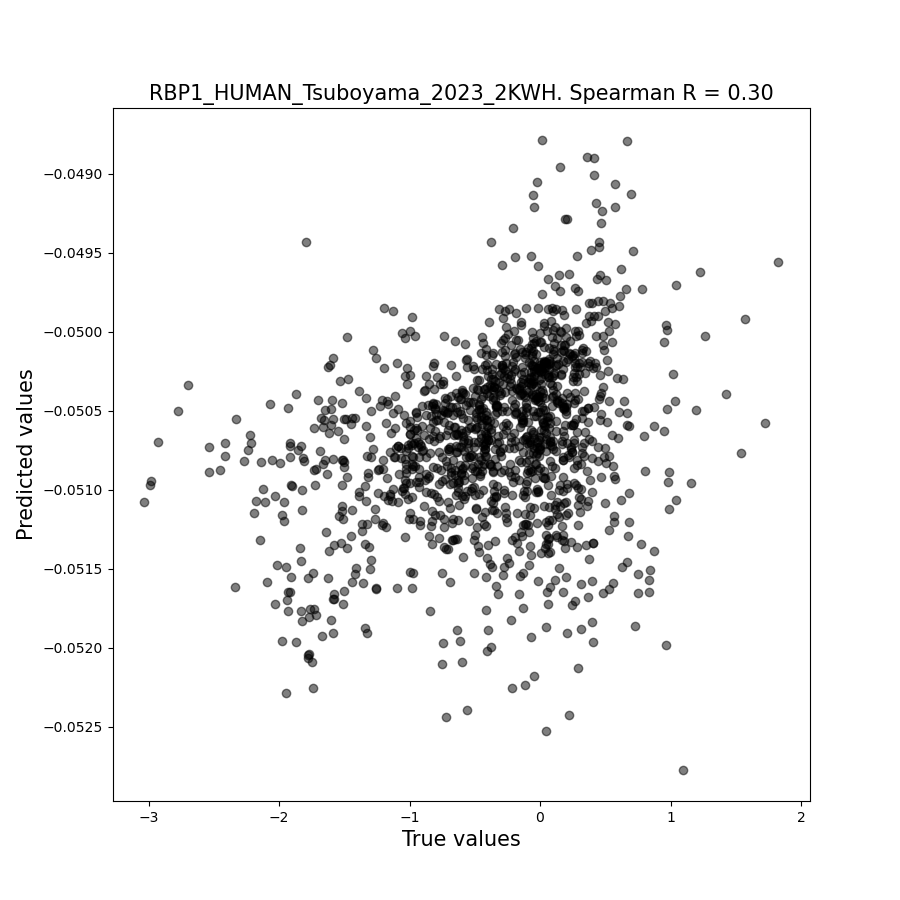 RBP1_HUMAN_Tsuboyama_2023_2KWH. Spearman R = 0.30
Predicted values
−0.0490
−0.0495
−0.0500
−0.0505
−0.0510
−0.0515
−0.0520
−0.0525
−3 −2 −1 0 1 2
True values